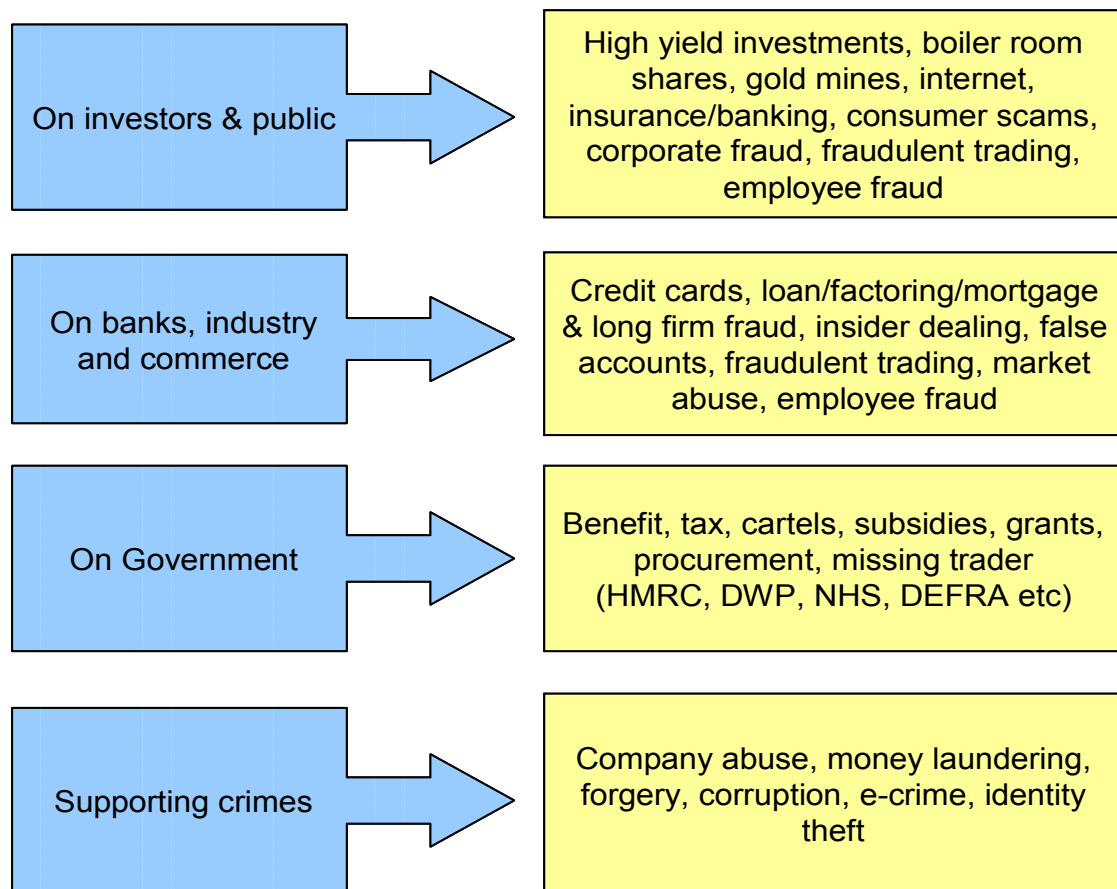 On investors & public
High yield investments, boiler room
shares, gold mines, internet,
insurance/banking, consumer scams,
corporate fraud, fraudulent trading,
employee fraud
On banks, industry
and commerce
Credit cards, loan/factoring/mortgage
& long firm fraud, insider dealing, false
accounts, fraudulent trading, market
abuse, employee fraud
On Government
Benefit, tax, cartels, subsidies, grants,
procurement, missing trader
(HMRC, DWP, NHS, DEFRA etc)
Supporting crimes
Company abuse, money laundering,
forgery, corruption, e-crime, identity
theft